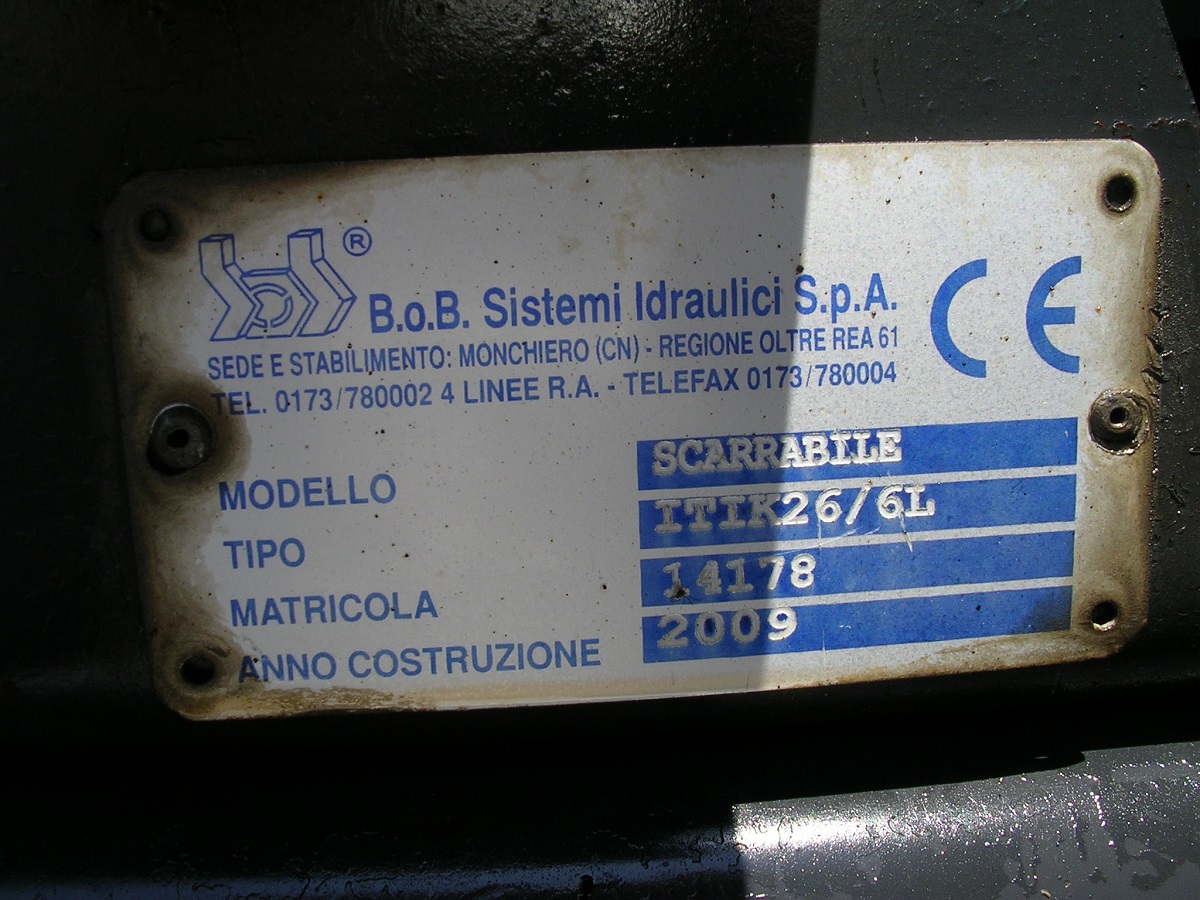 ®
B.o.B. Sistemi Idraulici S.p.A.
CE
SEDE E STABILIMENTO: MONCHIERO (CN) - REGIONE OLTRE REA 61
TEL. 0173/780002 4 LINEE R.A. - TELEFAX 0173/780004
MODELLO SCARRABILE
TIPO ITIK26/6L
MATRICOLA 14178
ANNO COSTRUZIONE 2009